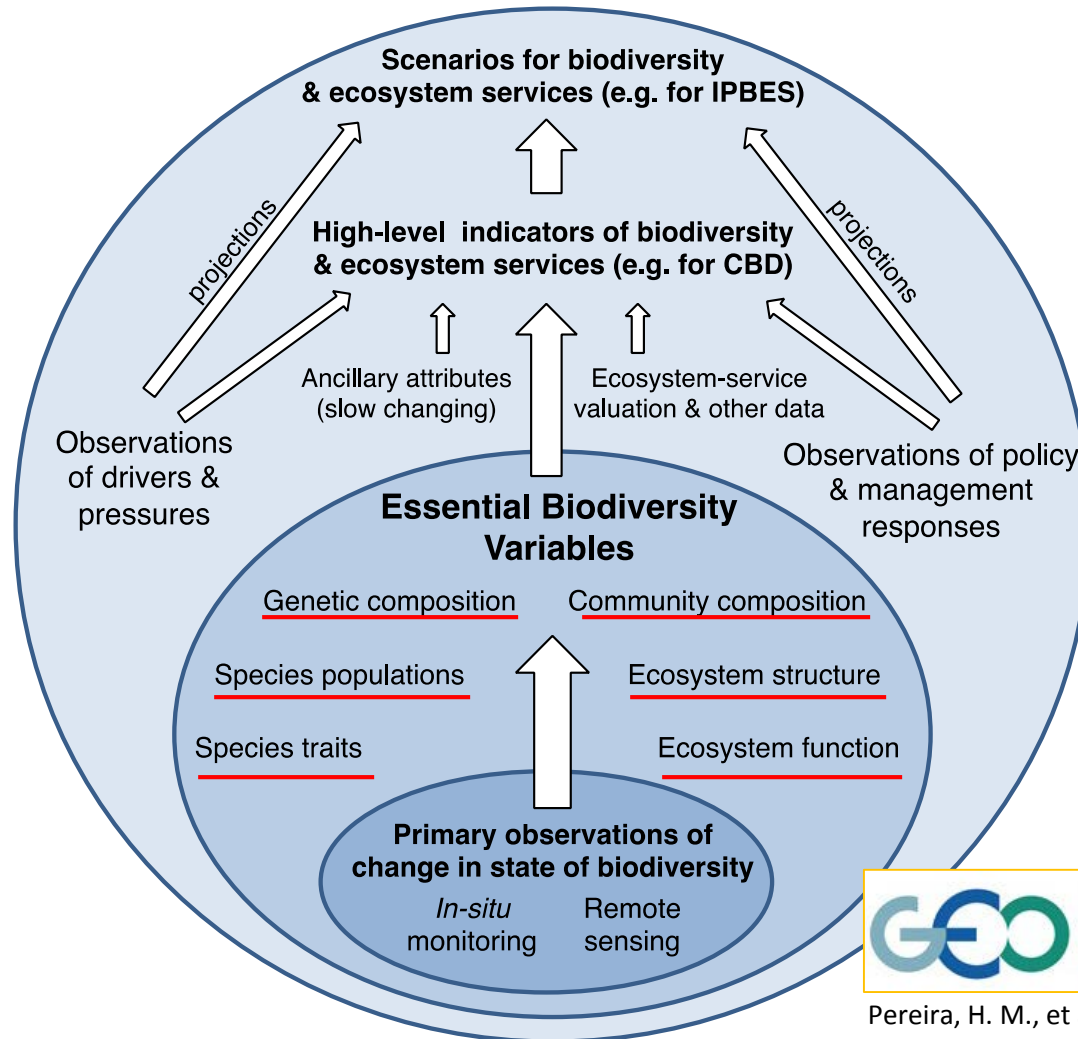 Scenarios for biodiversity
& ecosystem services (e.g. for IPBES)
projections
projections
High-level indicators of biodiversity
& ecosystem services (e.g. for CBD)
Ancillary attributes
(slow changing)
Ecosystem-service
valuation & other data
Observations
of drivers &
pressures
Observations of policy
& management
responses
Essential Biodiversity
Variables
Genetic composition
Community composition
Species populations
Ecosystem structure
Species traits
Ecosystem function
Primary observations of
change in state of biodiversity
In-situ
monitoring
Remote
sensing
GEO
Pereira, H. M., et